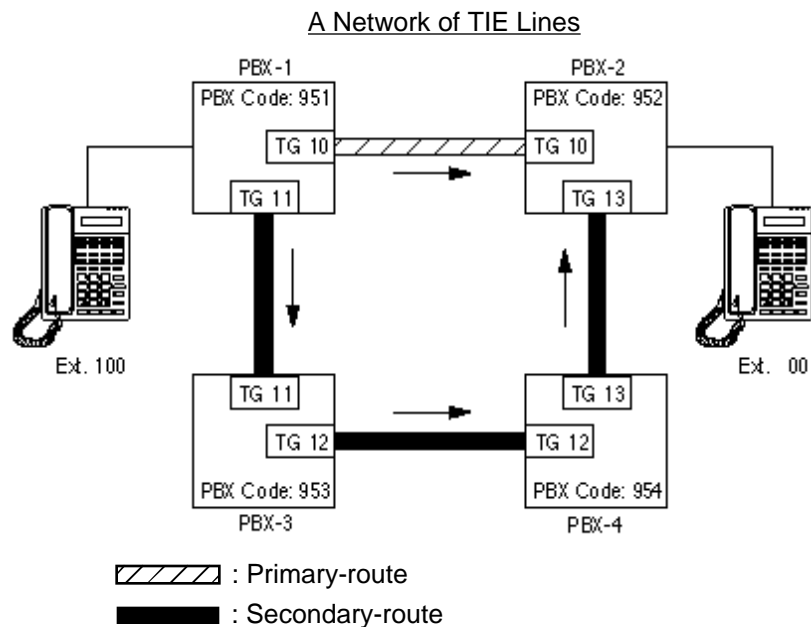 A Network of TIE Lines
PBX-1
PBX-2
PBX Code: 951
PBX Code: 952
TG 10
TG 10
TG 11
TG 13
Ext. 100
Ext. 00
TG 11
TG 13
TG 12
TG 12
PBX Code: 953
PBX Code: 954
PBX-3
PBX-4
: Primary-route
: Secondary-route